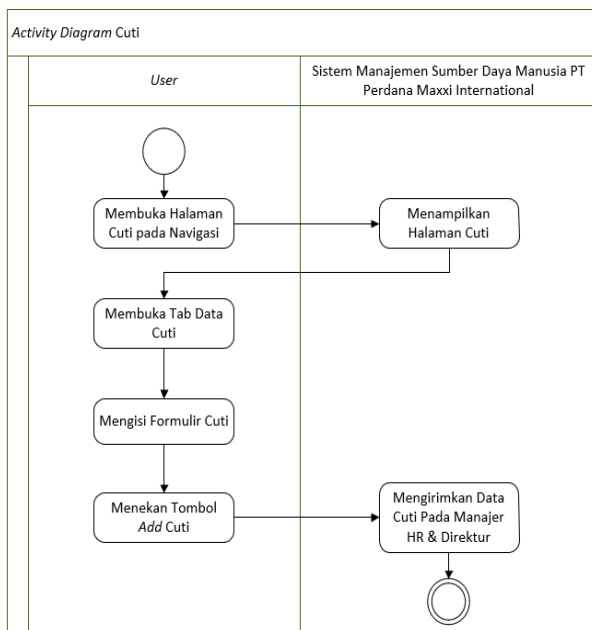 Activity Diagram Cuti
User
Sistem Manajemen Sumber Daya Manusia PT
Perdana Maxxi International
Membuka Halaman
Cuti pada Navigasi
Menampilkan
Halaman Cuti
Membuka Tab Data
Cuti
Mengisi Formulir Cuti
Menekan Tombol
Add Cuti
Mengirimkan Data
Cuti Pada Manajer
HR & Direktur